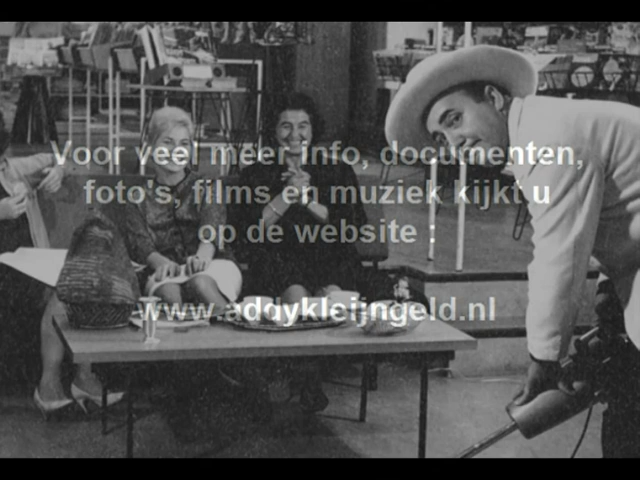 Voor veel meer info, documenten,
foto's, films en muziek kijkt u
op de website :
www.addykleijngeld.nl